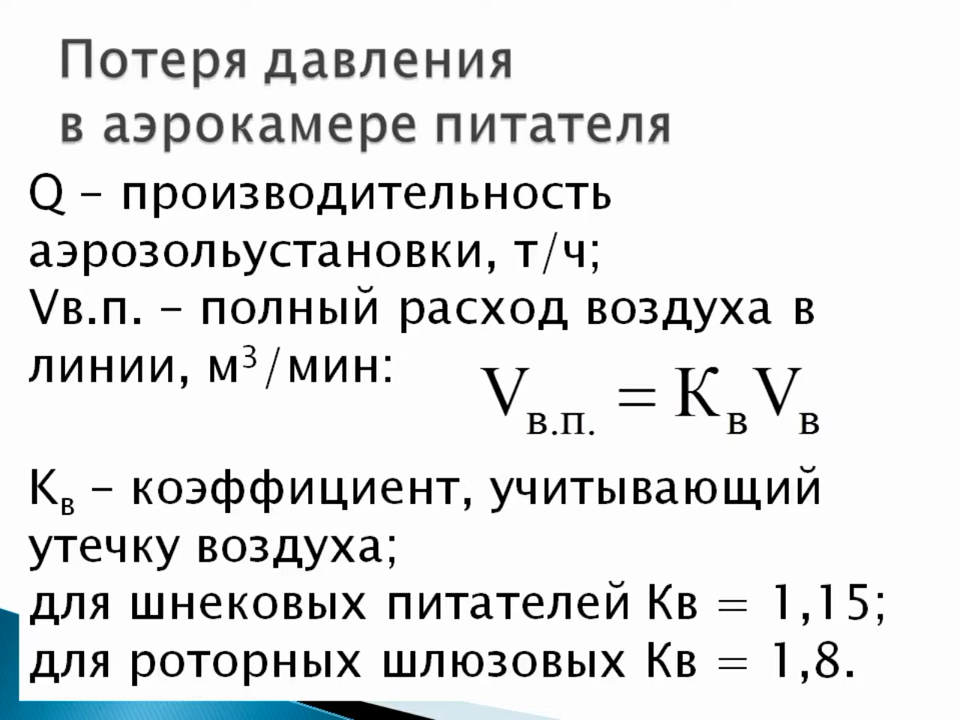 Потеря давления
в аэрокамере питателя
Q – производительность
аэрозольустановки, т/ч;
Vв.п. – полный расход воздуха в
линии, м³/мин:
Vв.п. = КвVв
Кв – коэффициент, учитывающий
утечку воздуха;
для шнековых питателей Кв = 1,15;
для роторных шлюзовых Кв = 1,8.